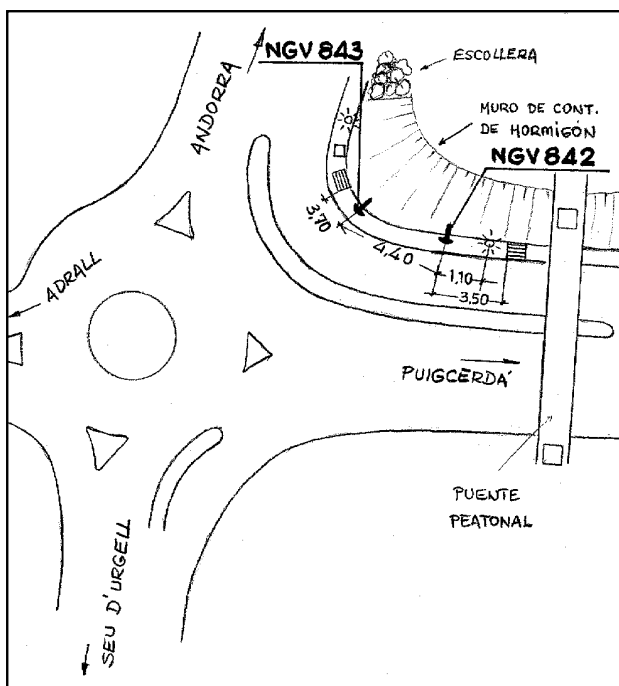 NGV 843
ESCOLLERA
ANDORRA
MURO DE CONT.
DE HORMIGÓN
NGV 842
3,70
4,40
1,10
3,50
ADRALL
PUIGCERDÁ
PUENTE
PEATONAL
SEU D'URGELL